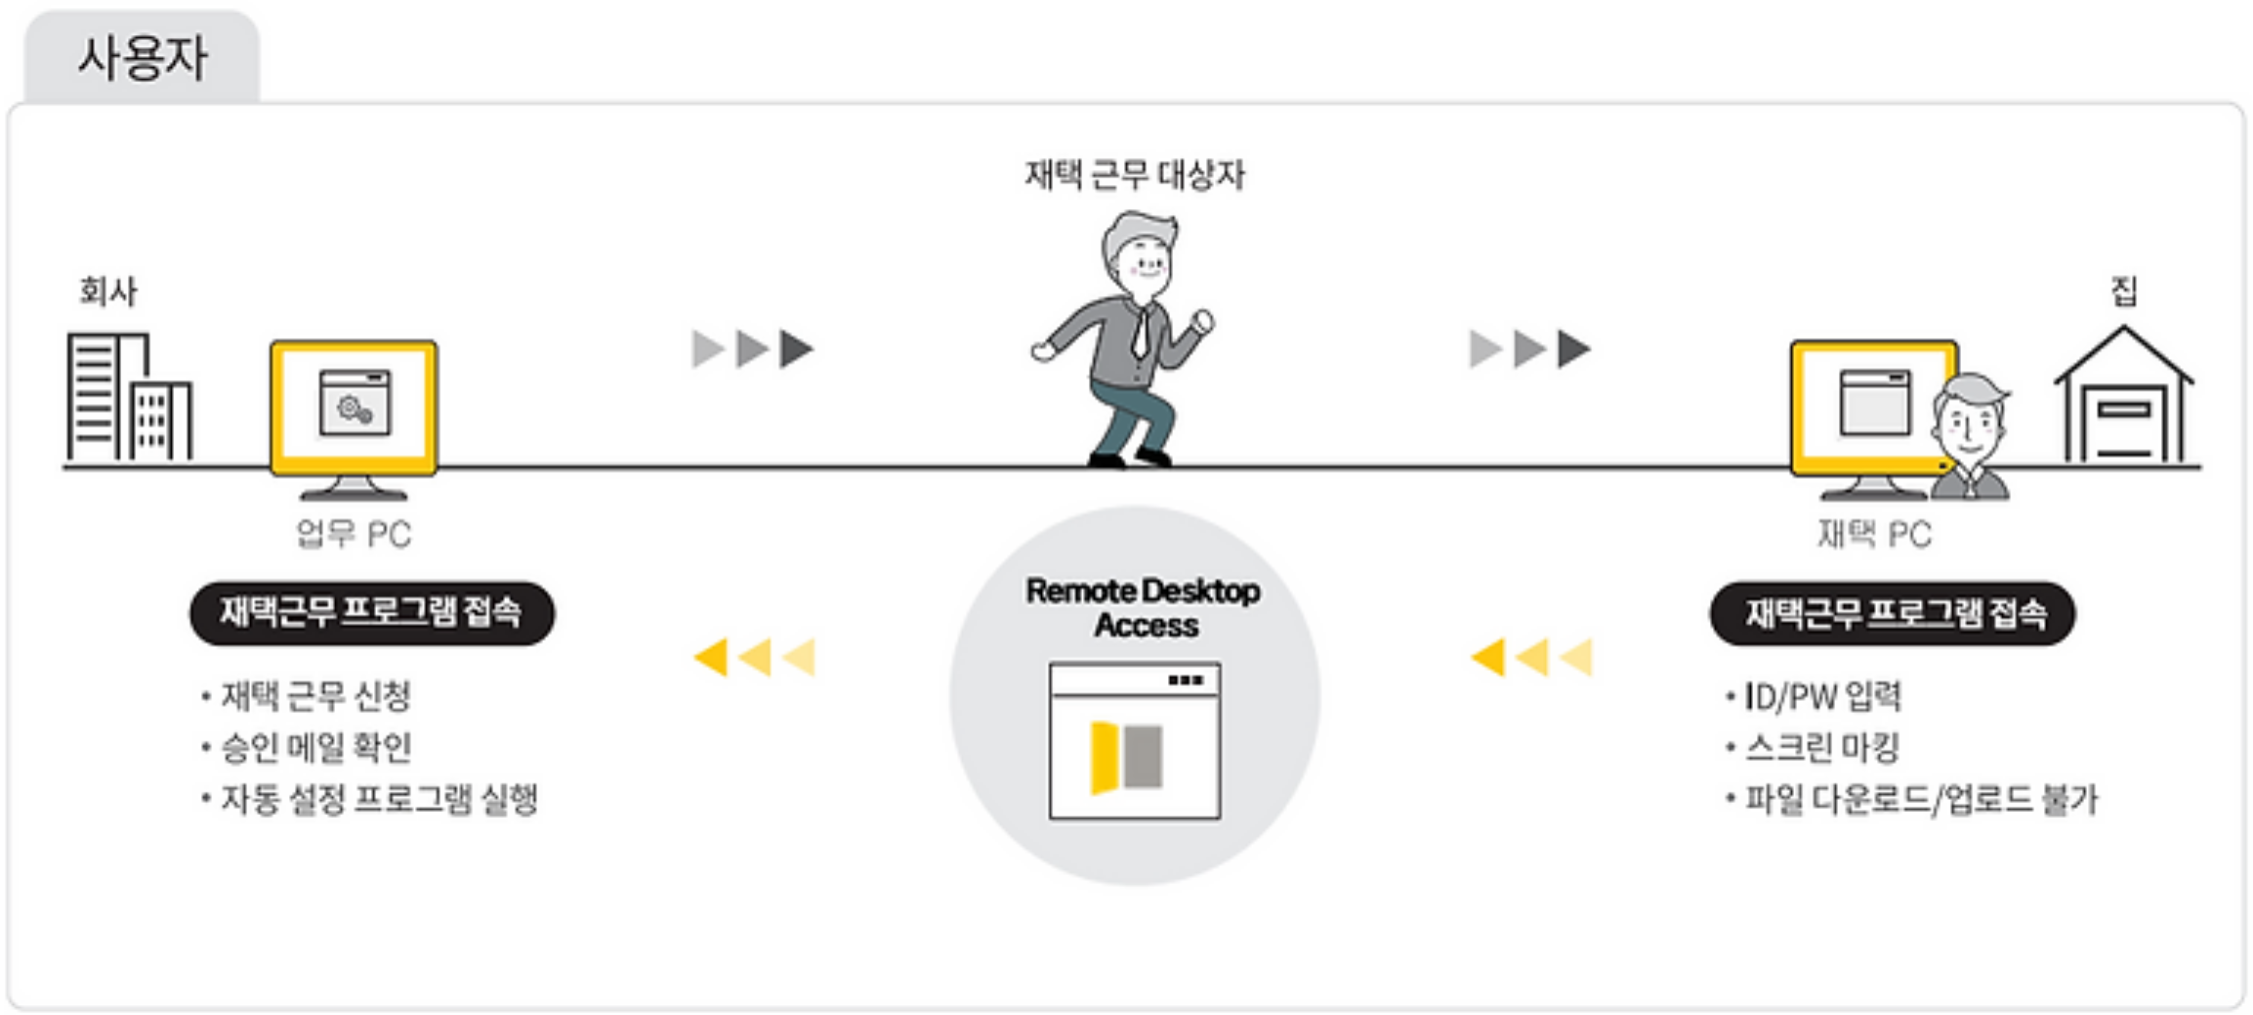 사용자
재택 근무 대상자
회사
집
업무 PC
재택 PC
재택근무 프로그램 접속
• 재택 근무 신청
• 승인 메일 확인
• 자동 설정 프로그램 실행
Remote Desktop
Access
재택근무 프로그램 접속
• ID/PW 입력
• 스크린 마킹
• 파일 다운로드/업로드 불가